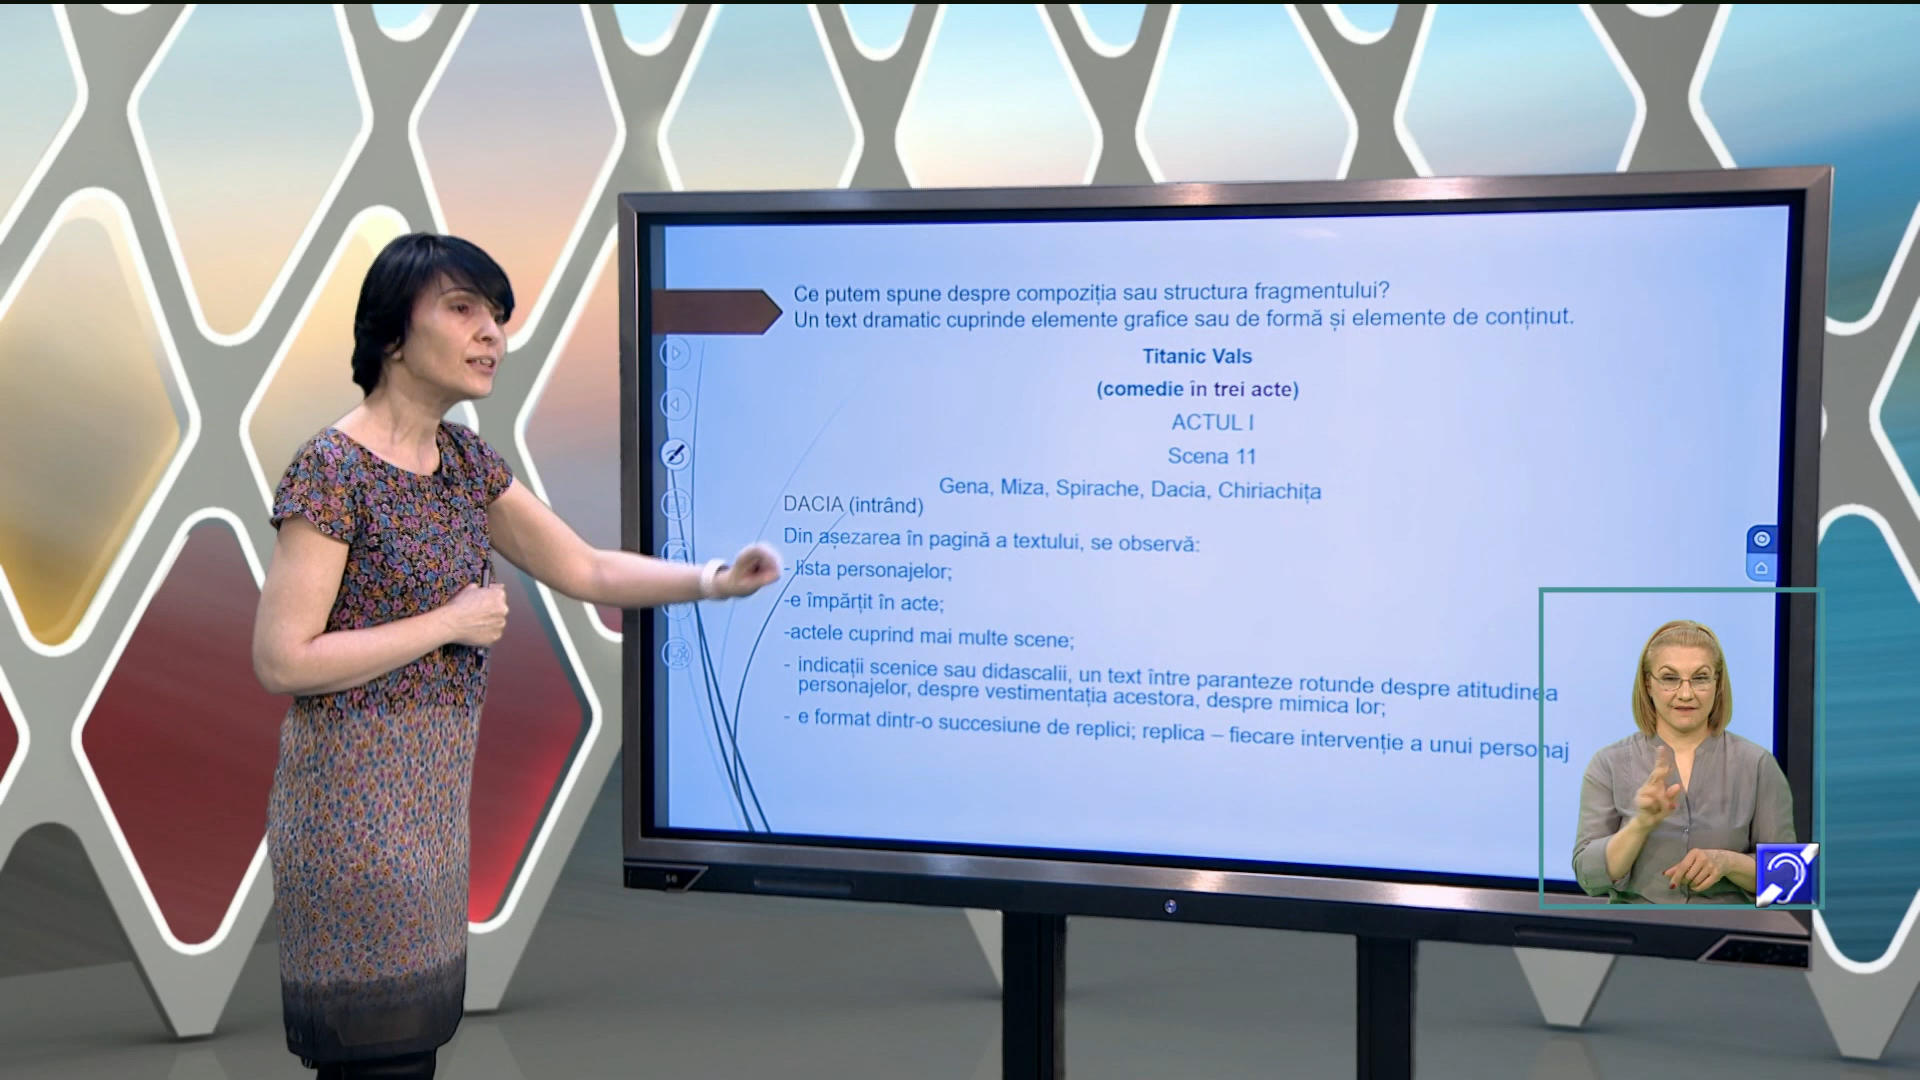 Ce putem spune despre compoziția sau structura fragmentului?
Un text dramatic cuprinde elemente grafice sau de formă și elemente de conținut.
Titanic Vals
(comedie în trei acte)
ACTUL I
Scena 11
Gena, Miza, Spirache, Dacia, Chiriachița
DACIA (intrând)
Din așezarea în pagină a textului, se observă:
- lista personajelor;
-e împărțit în acte;
-actele cuprind mai multe scene;
- indicații scenice sau didascalii, un text între paranteze rotunde despre atitudinea
personajelor, despre vestimentația acestora, despre mimica lor;
- e format dintr-o succesiune de replici; replica – fiecare intervenție a unui personaj